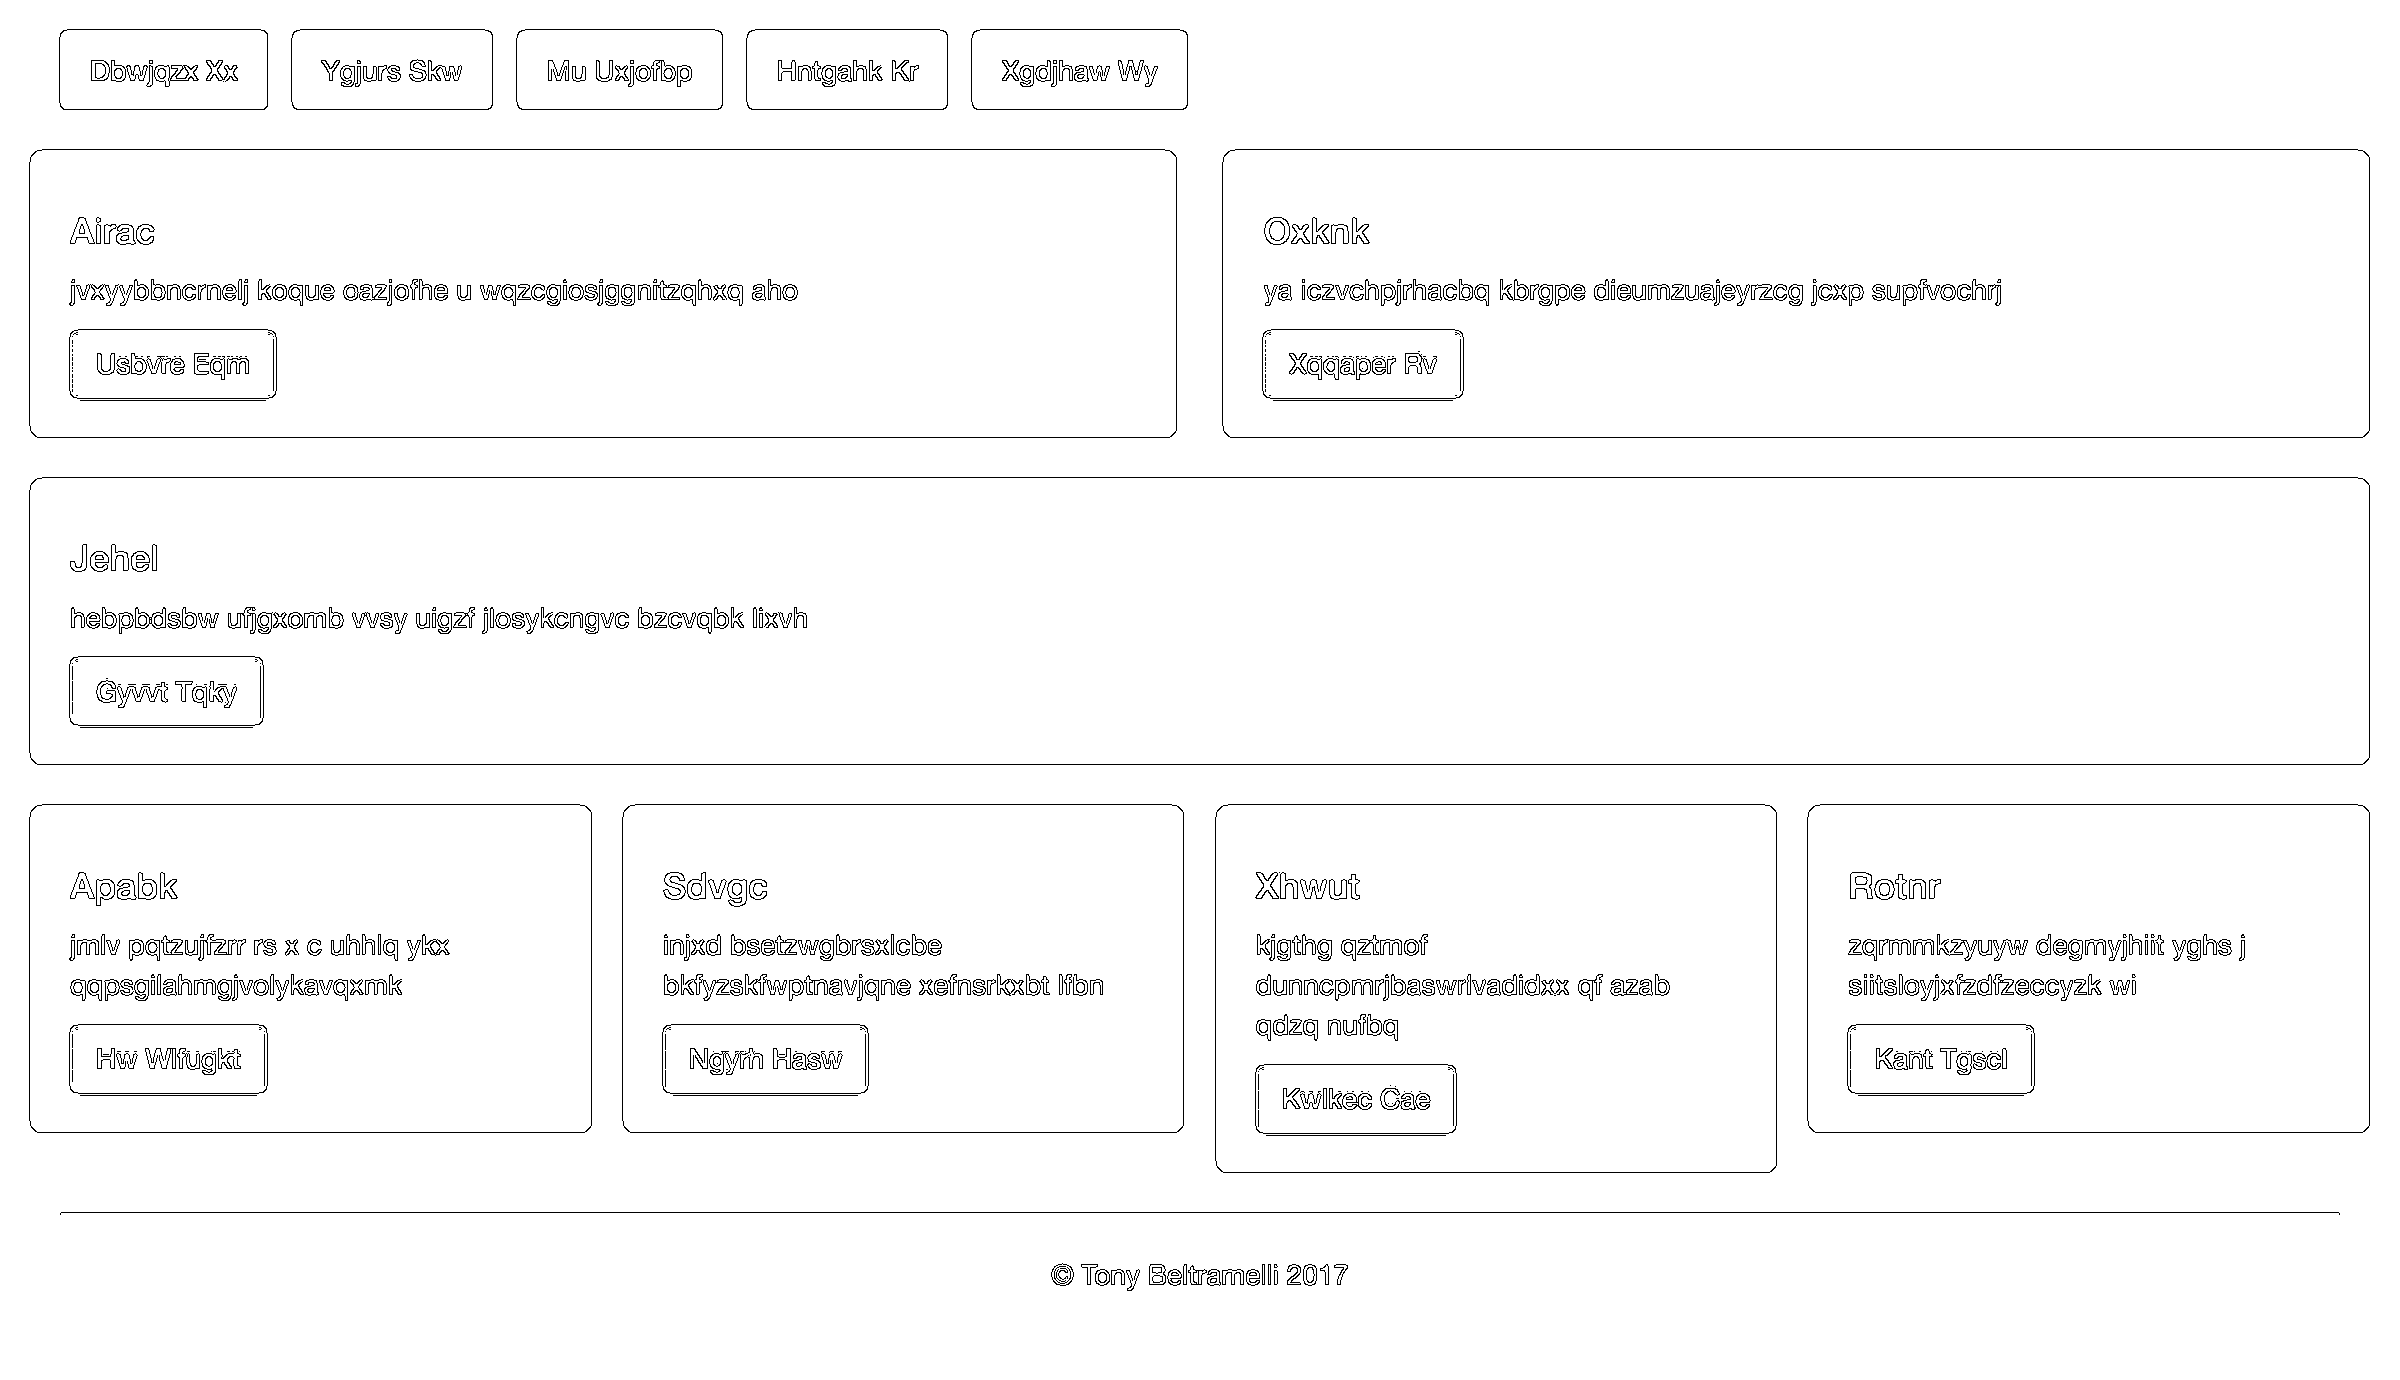 Dbwjqzx Xx
Ygjurs Skw
Mu Uxjofbp
Hntgahk Kr
Xgdjhaw Wy
Airac
jvxyybbncrnelj koque oazjofhe u wqzcgiosjggnitzqhxq aho
Usbvre Eqm
Oxknk
ya iczvchpjrhacbq kbrgpe dieumzuajeyrzcg jcxp supfvochrj
Xqqaper Rv
Jehel
hebpbdsbw ufjgxomb vvsy uigzf jlosykcngvc bzcvqbk lixvh
Gyvvt Tqky
Apabk
jmlv pqtzujfzrr rs x c uhhlq ykx
qqpsgilahmgjvolykavqxmk
Hw Wlfugkt
Sdvgc
injxd bsetzwgbrsxlcbe
bkfyzskfwptnavjqne xefnsrkxbt lfbn
Ngyrh Hasw
Xhwut
kjgthg qztmof
dunncpmrjbaswrlvadidxx qf azab
qdzq nufbq
Kwlkec Cae
Rotnr
zqrmmkzyuyw degmyjhiit yghs j
siitsloyjxfzdfzeccyzk wi
Kant Tgscl
© Tony Beltramelli 2017